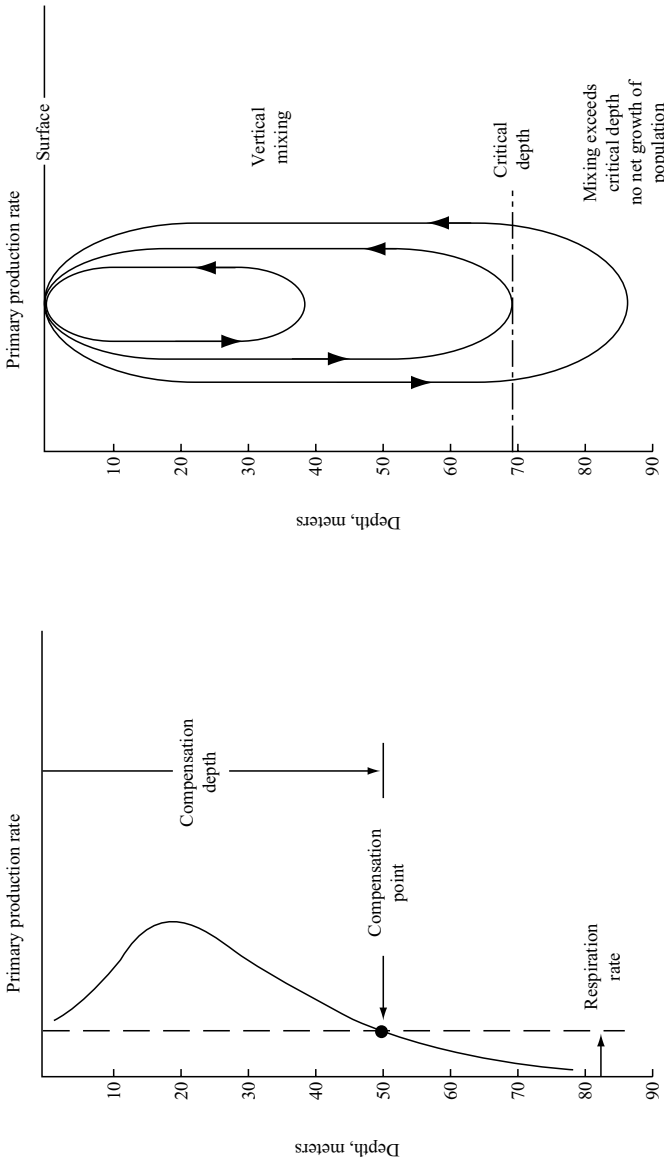 Primary production rate
Depth, meters
10
20
30
40
50
60
70
80
90
Compensation
depth
Compensation
point
Respiration
rate
Primary production rate
Depth, meters
10
20
30
40
50
60
70
80
90
Surface
Vertical
mixing
Critical
depth
Mixing exceeds
critical depth
no net growth of
population